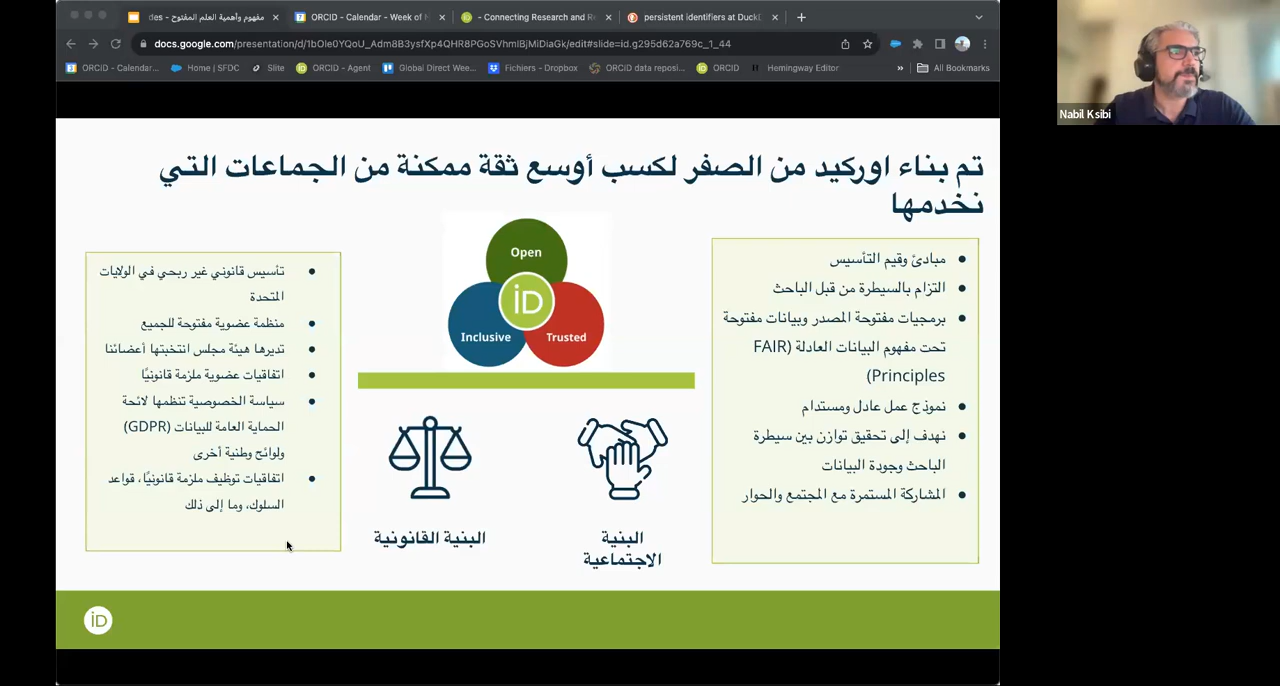 مفهوم وأهمية العلم المفتوح - des
ORCID - Calendar - Week of N
- Connecting Research and Re
persistent identifiers at DuckD
docs.google.com/presentation/d/1bOIe0YQoU_Adm8B3ysfXp4QHR8PGoSVhmIBjMiDiaGk/edit#slide=id.g295d62a769c_1_44
ORCID - Calendar...
Home | SFDC
Slite
ORCID - Agent
Global Direct Wee...
Fichiers - Dropbox
ORCID data reposi...
ORCID
Hemingway Editor
»
All Bookmarks
Nabil Ksibi
تم بناء اوركيد من الصفر لكسب أوسع ثقة ممكنة من الجماعات التي
نخدمها
مبادئ وقيم التأسيس
التزام بالسيطرة من قبل الباحث
برمجيات مفتوحة المصدر وبيانات مفتوحة
تحت مفهوم البيانات العادلة (FAIR
Principles)
نموذج عمل عادل ومستدام
نهدف إلى تحقيق توازن بين سيطرة
الباحث وجودة البيانات
المشاركة المستمرة مع المجتمع والحوار
Open
iD
Inclusive
Trusted
البنية
الاجتماعية
البنية القانونية
تأسيس قانوني غير ربحي في الولايات
المتحدة
منظمة عضوية مفتوحة للجميع
تديرها هيئة مجلس انتخبتها أعضائنا
اتفاقيات عضوية ملزمة قانونيًا
سياسة الخصوصية تنظمها لائحة
الحماية العامة للبيانات (GDPR)
ولوائح وطنية أخرى
اتفاقيات توظيف ملزمة قانونيًا، قواعد
السلوك، وما إلى ذلك
iD